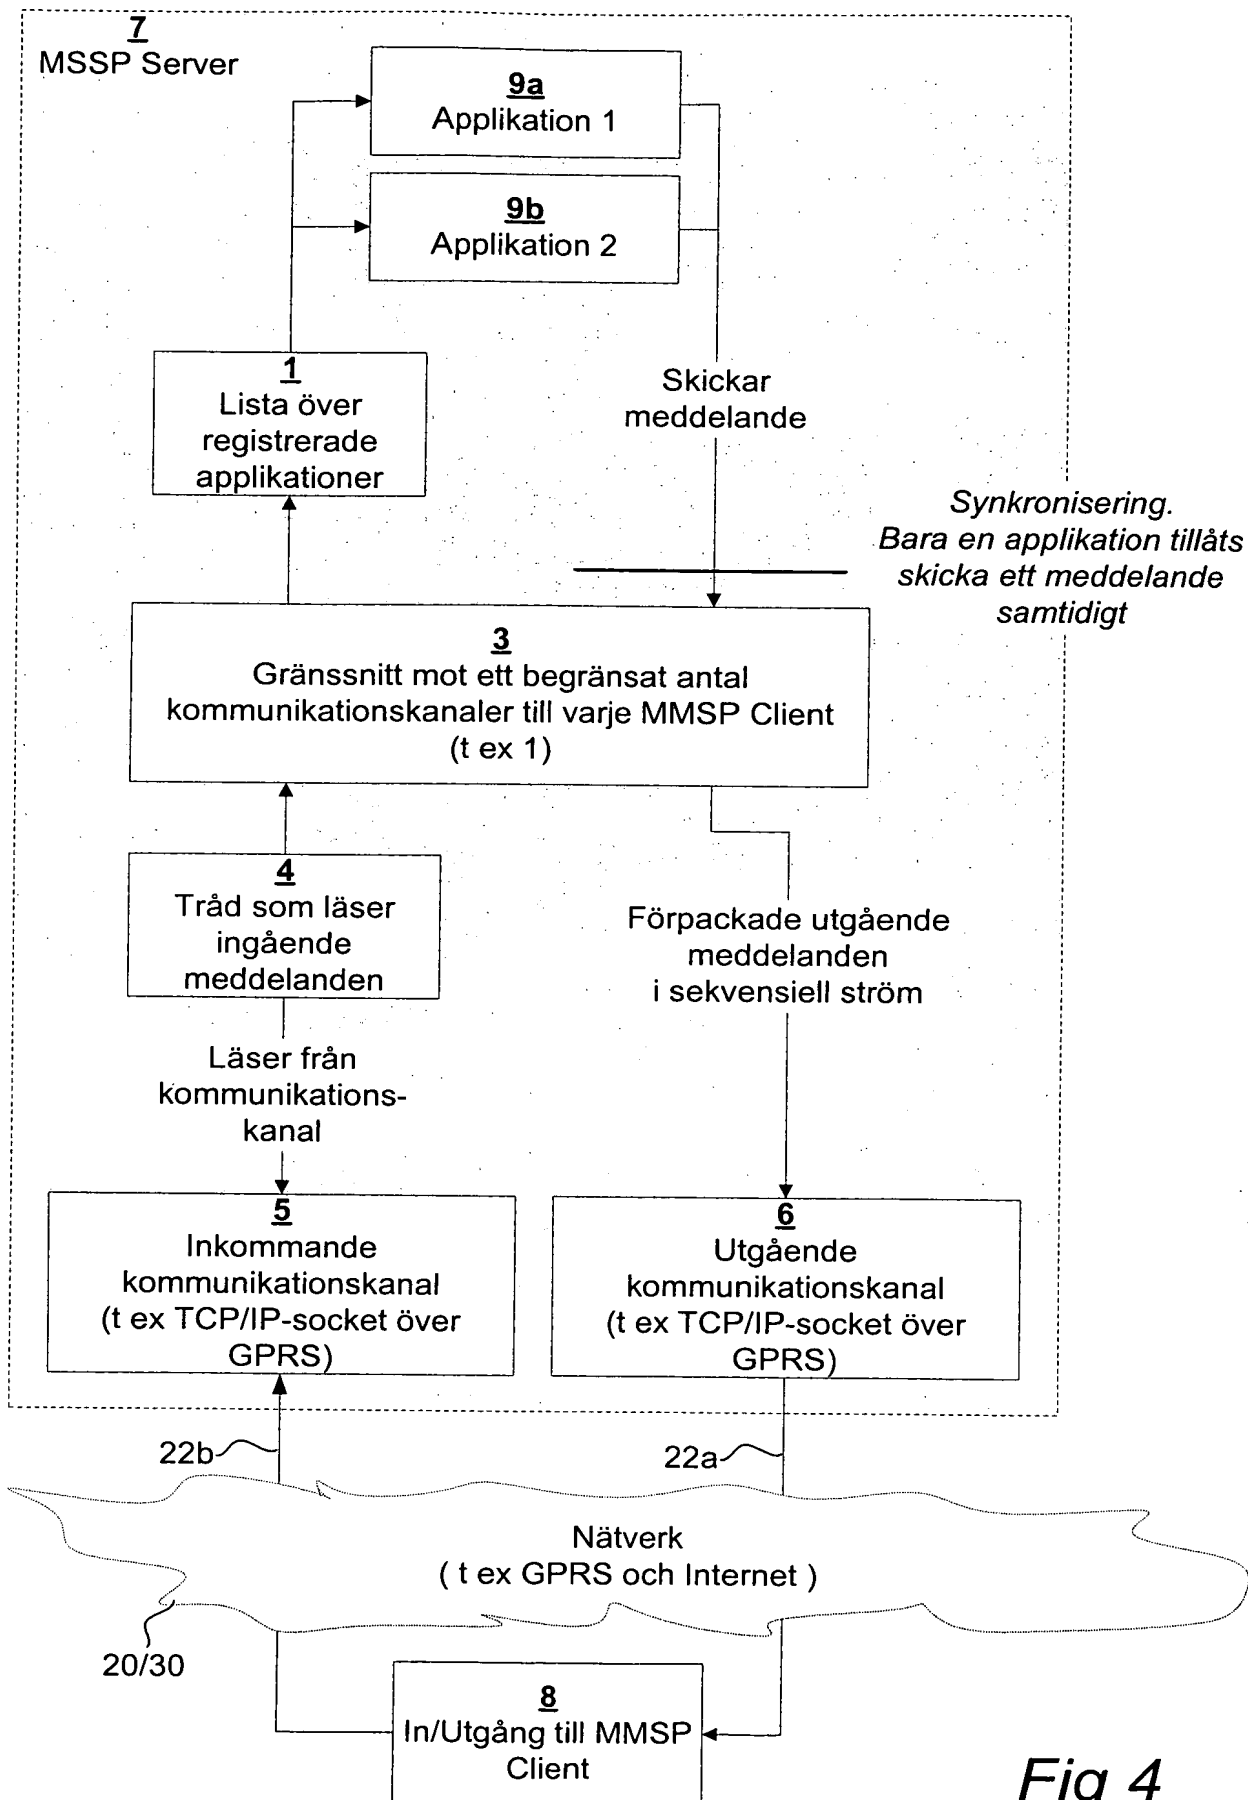 7
MSSP Server
9a
Applikation 1
9b
Applikation 2
1
Lista över
registrerade
applikationer
Skickar
meddelande
Synkronisering.
Bara en applikation tillåts
skicka ett meddelande
samtidigt
3
Gränssnitt mot ett begränsat antal
kommunikationskanaler till varje MMSP Client
(t ex 1)
4
Tråd som läser
ingående
meddelanden
Förpackade utgående
meddelanden
i sekvensiell ström
Läser från
kommunikations-
kanal
5
Inkommande
kommunikationskanal
(t ex TCP/IP-socket över
GPRS)
6
Utgående
kommunikationskanal
(t ex TCP/IP-socket över
GPRS)
22b
22a
Nätverk
( t ex GPRS och Internet )
20/30
8
In/Utgång till MMSP
Client
Fig 4